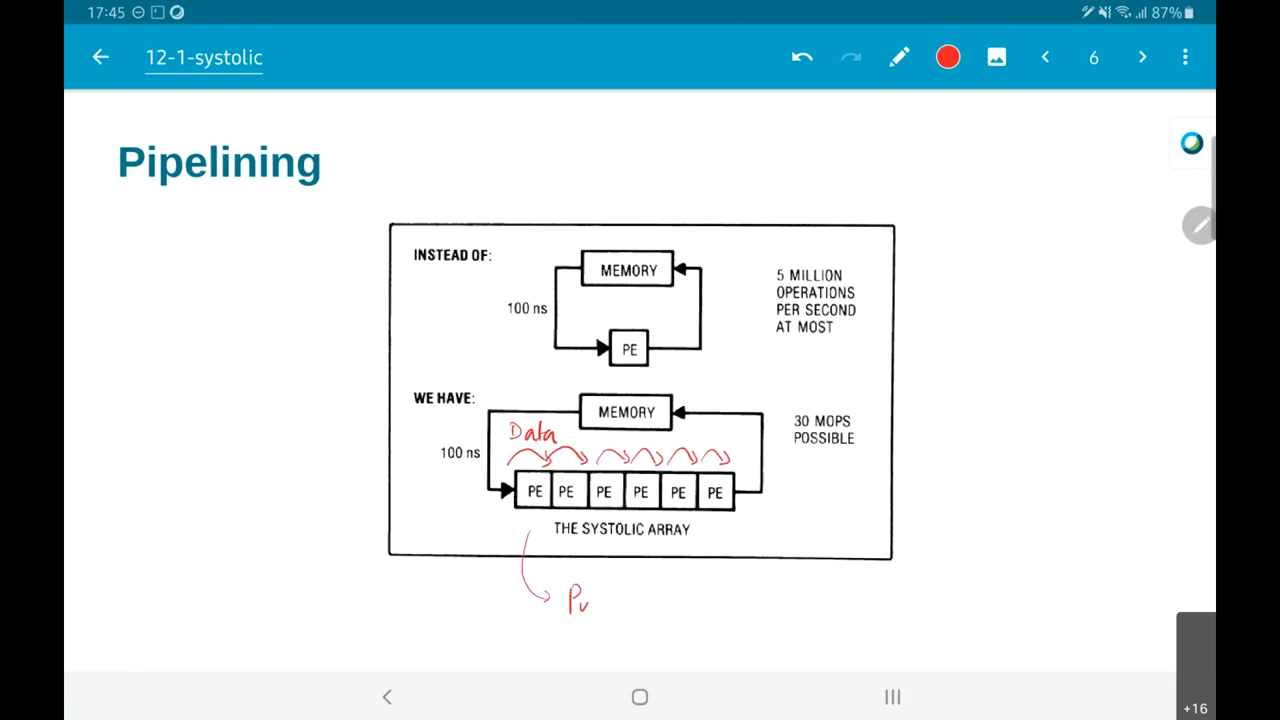 17:45
87%
12-1-systolic
6
Pipelining
INSTEAD OF:
MEMORY
100 ns
PE
5 MILLION
OPERATIONS
PER SECOND
AT MOST
WE HAVE:
MEMORY
100 ns
Data
30 MOPS
POSSIBLE
PE PE PE PE PE PE
THE SYSTOLIC ARRAY
+16